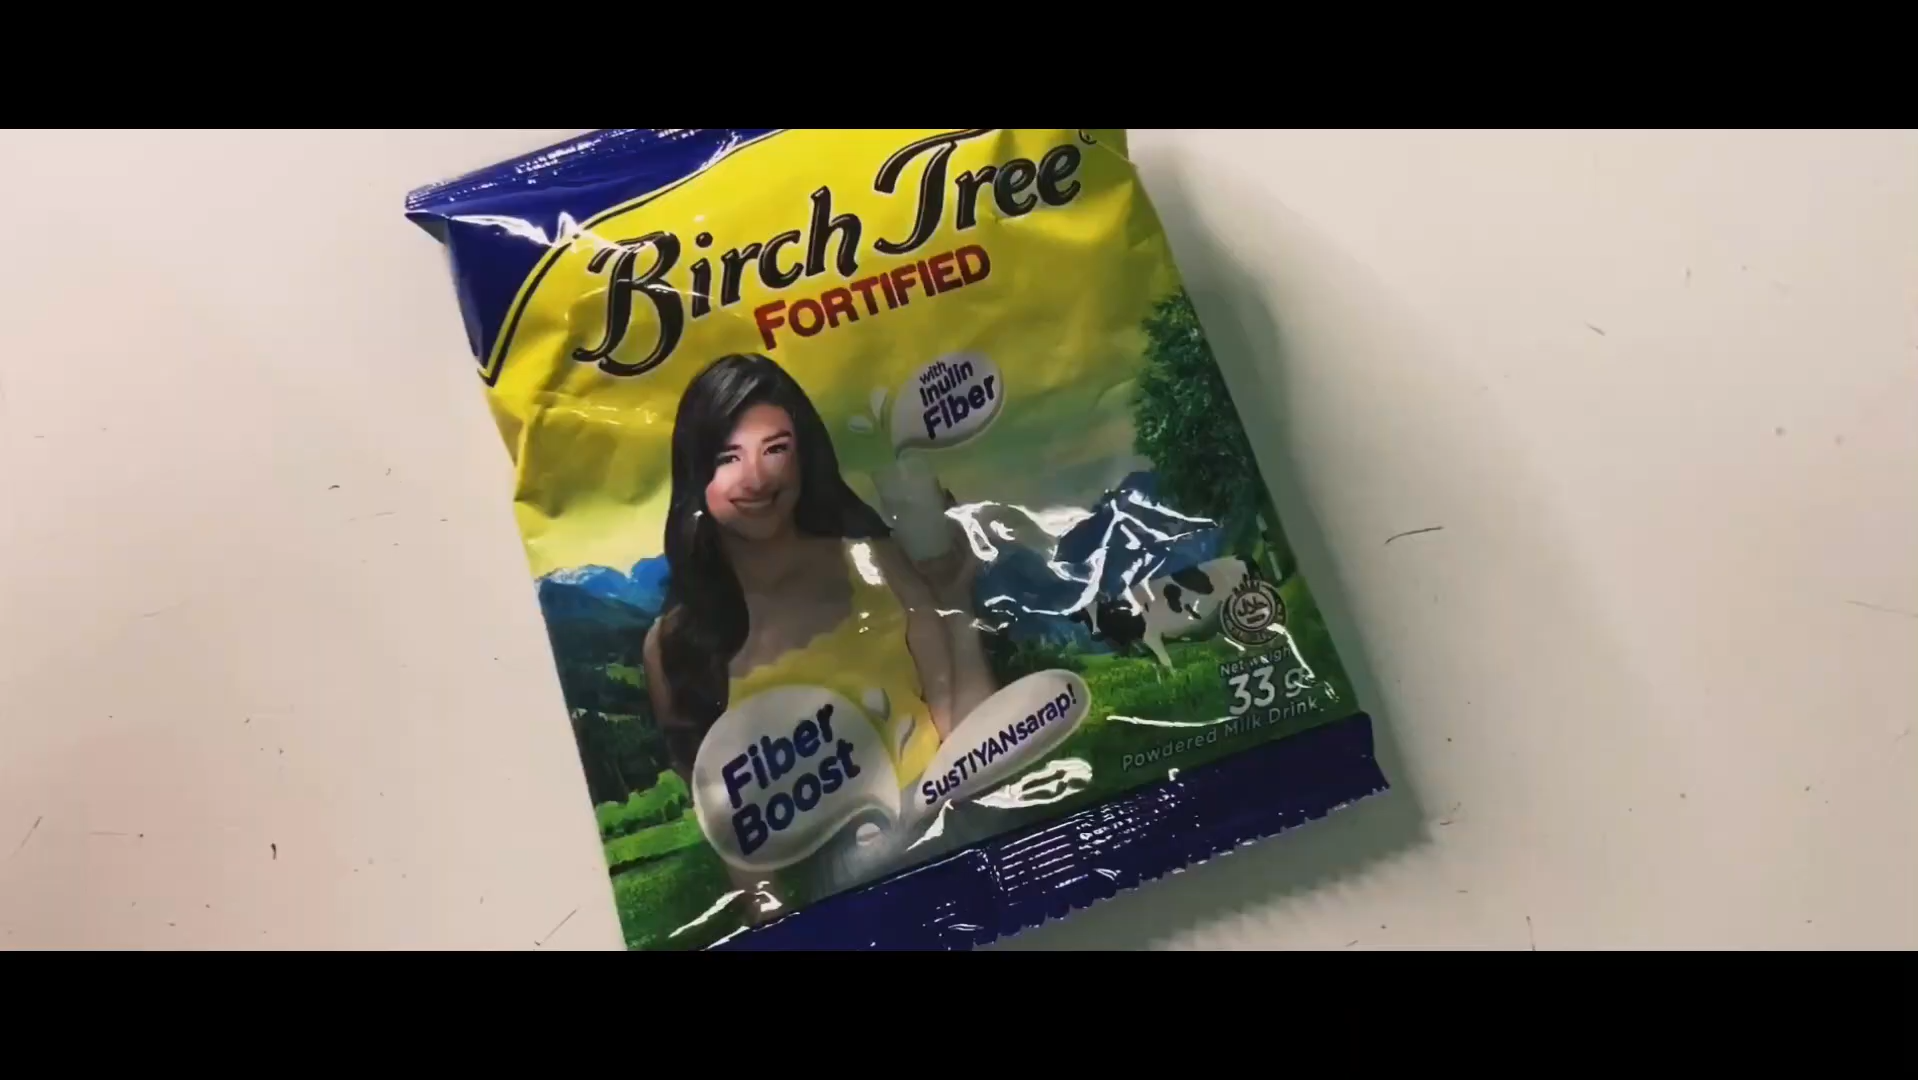 Birch Tree
FORTIFIED
with
Inulin
Fiber
Fiber
Boost
SusTIYANsarap!
Net weight
33 g
Powdered Milk Drink